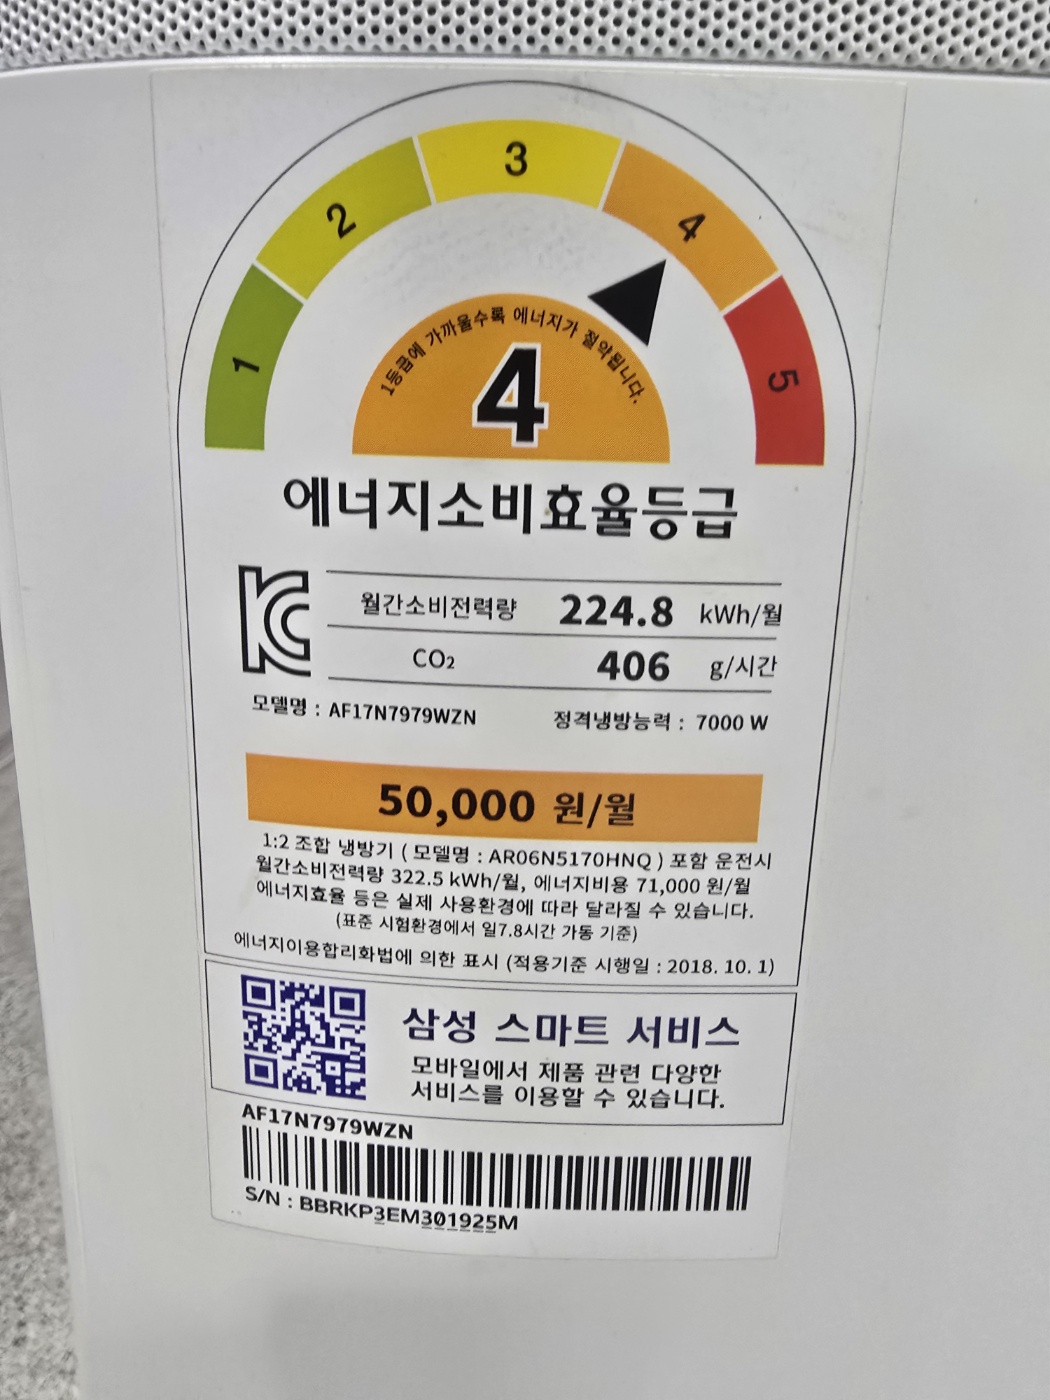 1
2
3
4
5
1등급에 가까울수록 에너지가 절약됩니다.
4
에너지소비효율등급
월간소비전력량 224.8 kWh/월
CO₂ 406 g/시간
모델명 : AF17N7979WZN 정격냉방능력 : 7000 W
50,000 원/월
1:2 조합 냉방기 ( 모델명 : AR06N5170HNQ ) 포함 운전시
월간소비전력량 322.5 kWh/월, 에너지비용 71,000 원/월
에너지효율 등은 실제 사용환경에 따라 달라질 수 있습니다.
(표준 시험환경에서 일7.8시간 가동 기준)
에너지이용합리화법에 의한 표시 (적용기준 시행일 : 2018. 10. 1)
삼성 스마트 서비스
모바일에서 제품 관련 다양한
서비스를 이용할 수 있습니다.
AF17N7979WZN
S/N : BBRKP3EM301925M